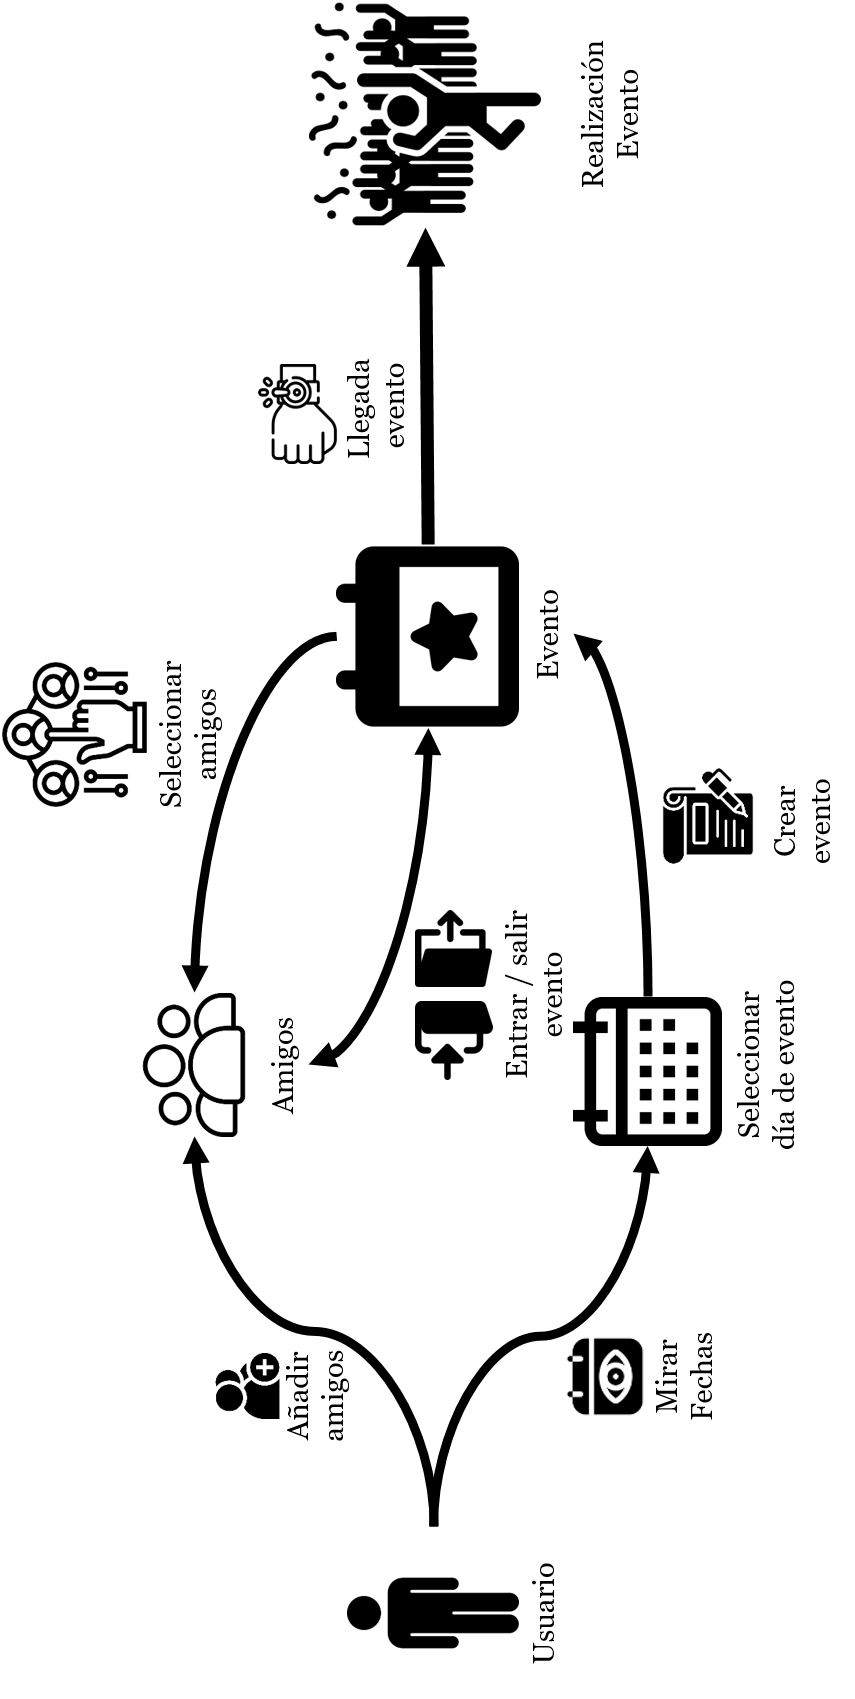 Usuario
Añadir
amigos
Mirar
Fechas
Amigos
Seleccionar
día de evento
Entrar / salir
evento
Seleccionar
amigos
Crear
evento
Evento
Llegada
evento
Realización
Evento